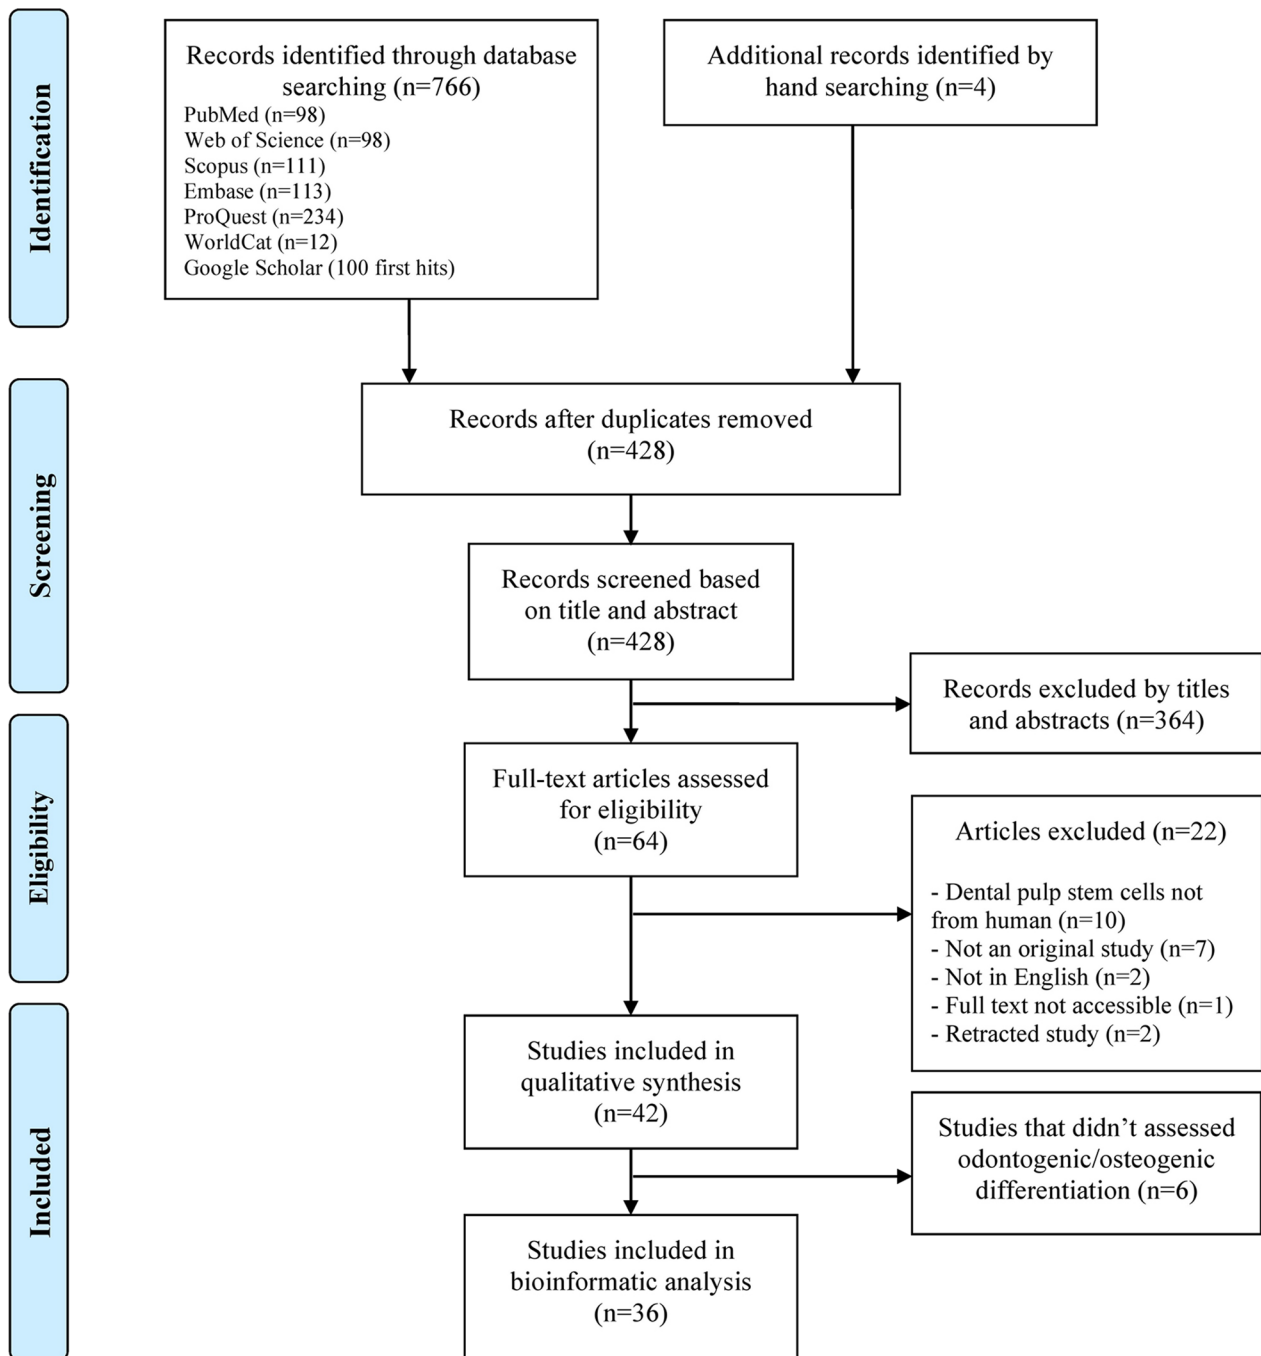 Identification
Records identified through database
searching (n=766)
PubMed (n=98)
Web of Science (n=98)
Scopus (n=111)
Embase (n=113)
ProQuest (n=234)
WorldCat (n=12)
Google Scholar (100 first hits)
Additional records identified by
hand searching (n=4)
Screening
Records after duplicates removed
(n=428)
Records screened based
on title and abstract
(n=428)
Records excluded by titles
and abstracts (n=364)
Eligibility
Full-text articles assessed
for eligibility
(n=64)
Articles excluded (n=22)
- Dental pulp stem cells not
from human (n=10)
- Not an original study (n=7)
- Not in English (n=2)
- Full text not accessible (n=1)
- Retracted study (n=2)
Included
Studies included in
qualitative synthesis
(n=42)
Studies that didn’t assessed
odontogenic/osteogenic
differentiation (n=6)
Studies included in
bioinformatic analysis
(n=36)